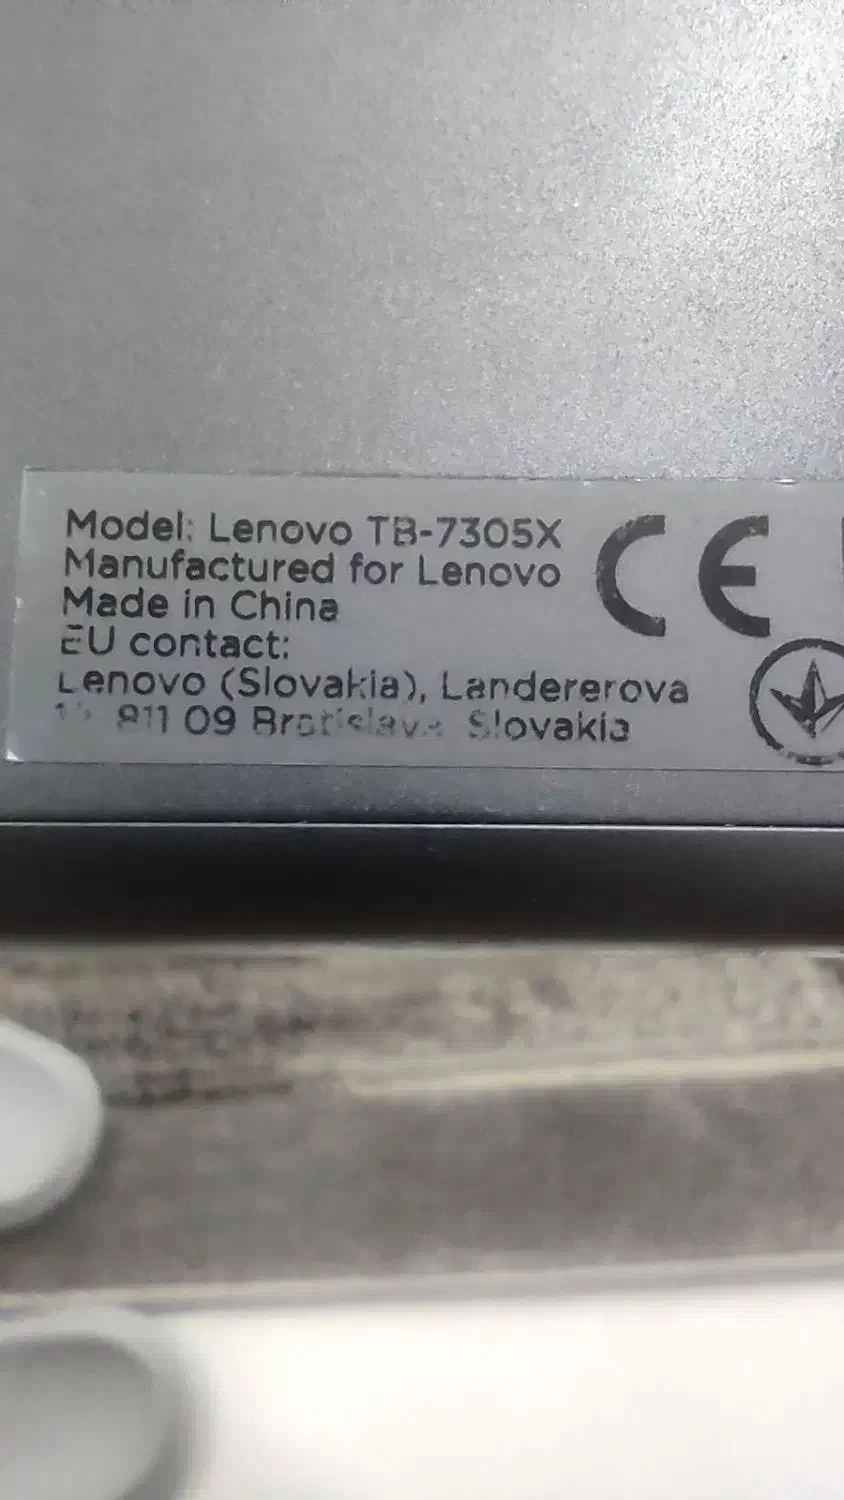 Model: Lenovo TB-7305X
Manufactured for Lenovo
Made in China
EU contact:
Lenovo (Slovakia), Landererova
811 09 Bratislava Slovakia
CE